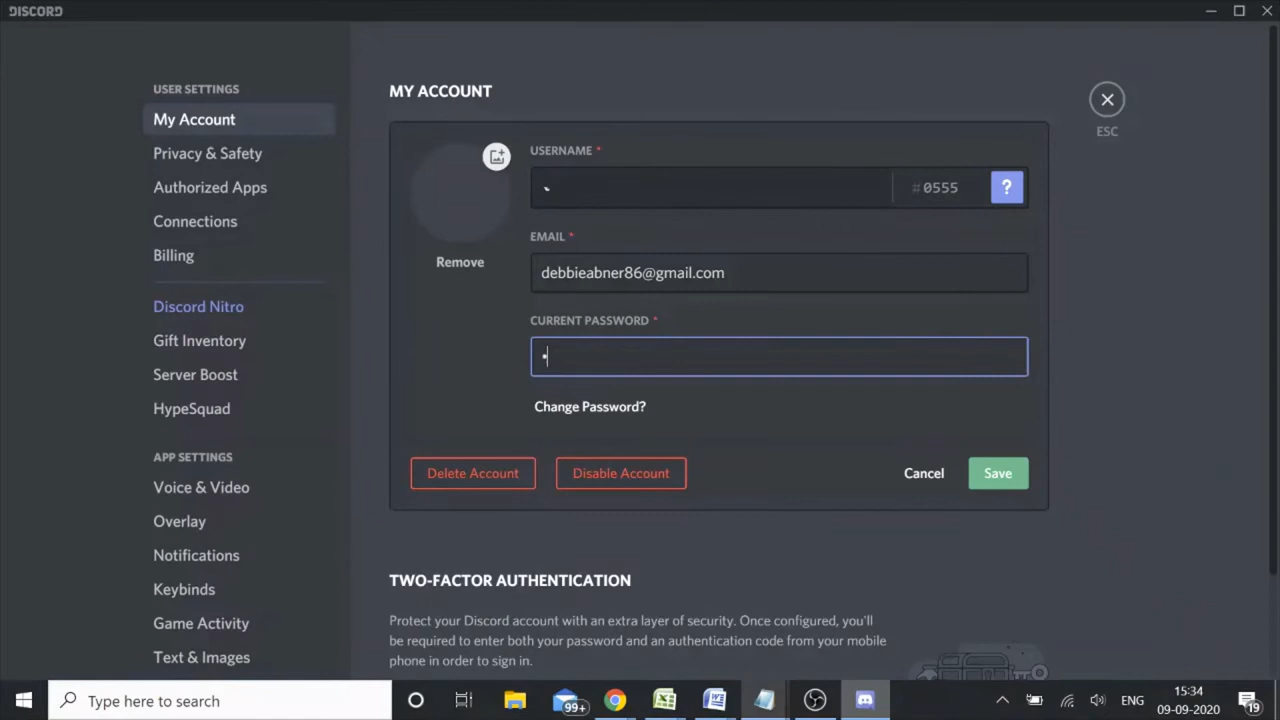 DISCORD
USER SETTINGS
My Account
Privacy & Safety
Authorized Apps
Connections
Billing
Discord Nitro
Gift Inventory
Server Boost
HypeSquad
APP SETTINGS
Voice & Video
Overlay
Notifications
Keybinds
Game Activity
Text & Images
MY ACCOUNT
ESC
Remove
USERNAME *
#0555
?
EMAIL *
debbieabner86@gmail.com
CURRENT PASSWORD *
•
Change Password?
Delete Account
Disable Account
Cancel
Save
TWO-FACTOR AUTHENTICATION
Protect your Discord account with an extra layer of security. Once configured, you'll
be required to enter both your password and an authentication code from your mobile
phone in order to sign in.
Type here to search
99+
ENG
15:34
09-09-2020
19